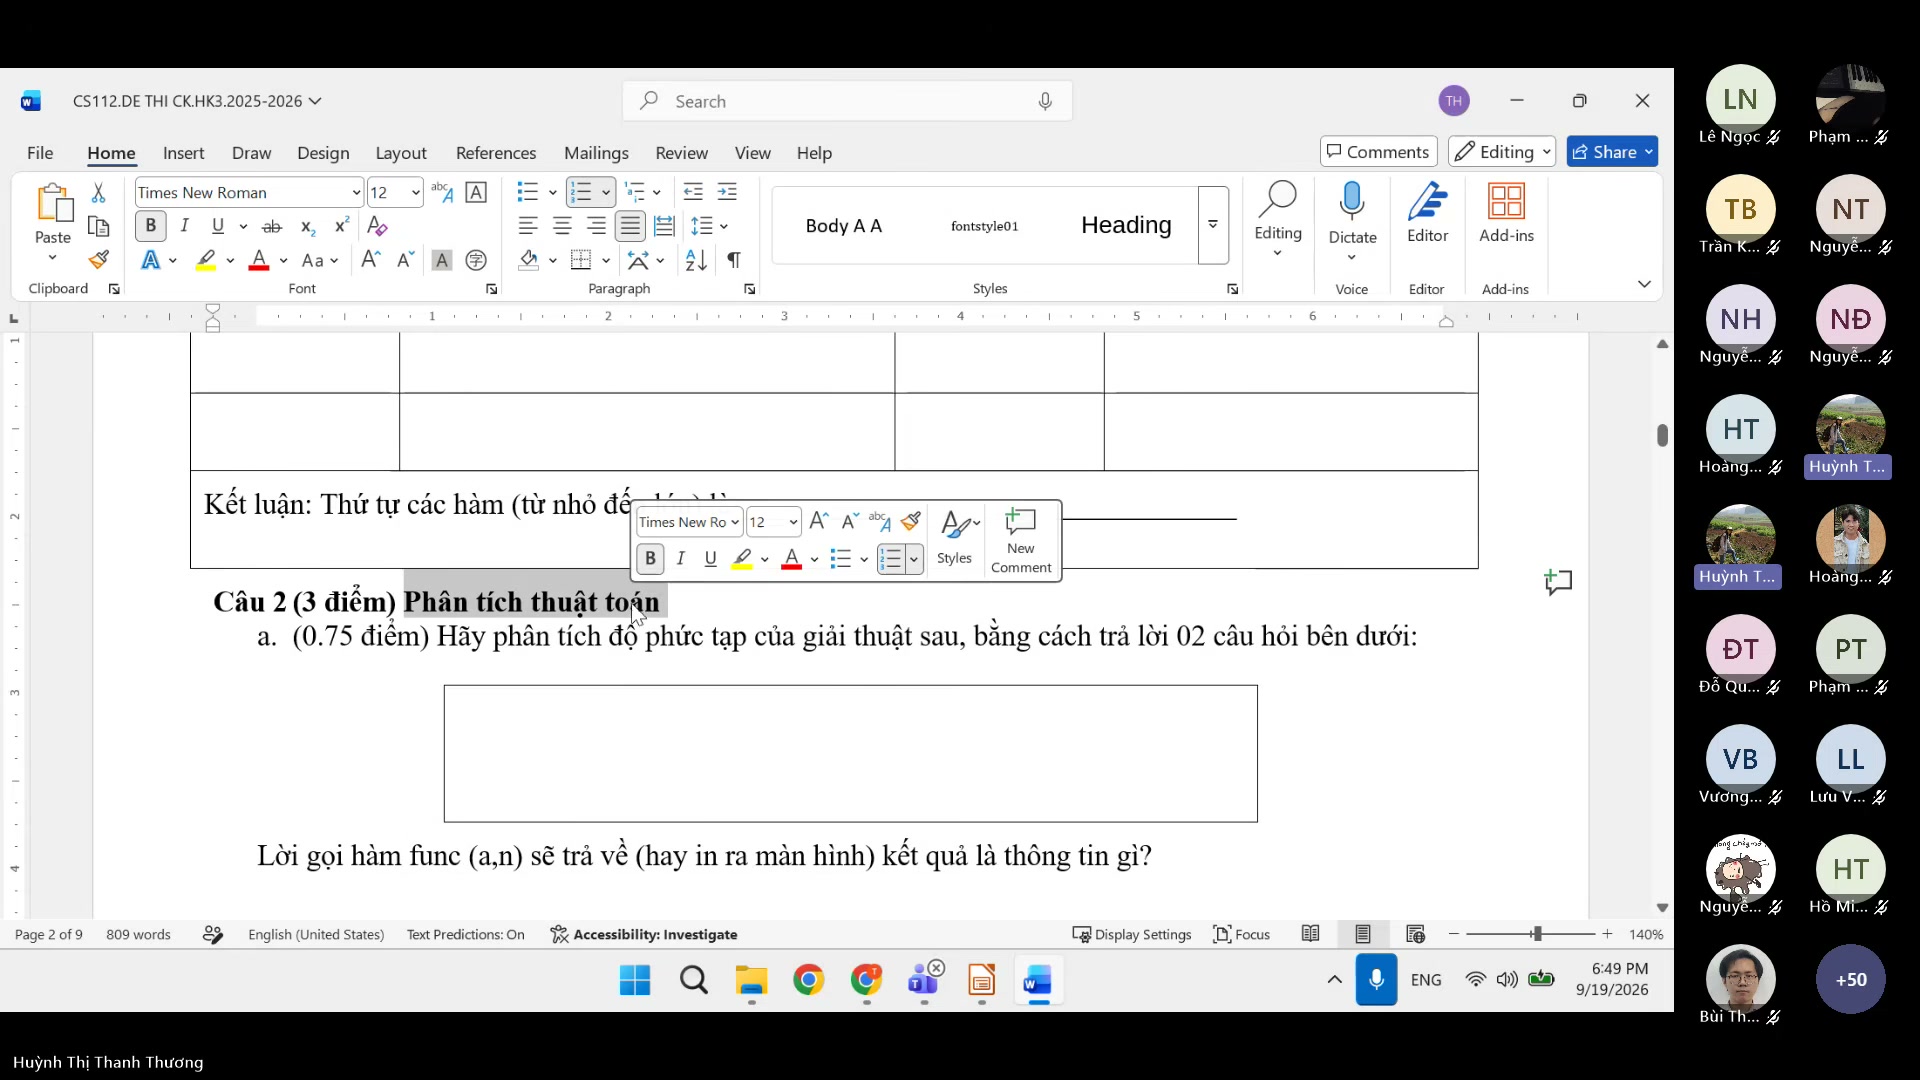 CS112.DE THI CK.HK3.2025-2026
Search
TH
File Home Insert Draw Design Layout References Mailings Review View Help
Comments
Editing
Share
Paste
Times New Roman
12
Clipboard
Font
Paragraph
Body A A
fontstyle01
Heading
Styles
Editing
Dictate
Voice
Editor
Editor
Add-ins
Add-ins
1 2 3 4 5 6
Kết luận: Thứ tự các hàm (từ nhỏ
Times New Ro
12
Styles
New
Comment
Câu 2 (3 điểm) Phân tích thuật toán
a. (0.75 điểm) Hãy phân tích độ phức tạp của giải thuật sau, bằng cách trả lời 02 câu hỏi bên dưới:
Lời gọi hàm func (a,n) sẽ trả về (hay in ra màn hình) kết quả là thông tin gì?
Page 2 of 9
809 words
English (United States)
Text Predictions: On
Accessibility: Investigate
Display Settings
Focus
140%
ENG
6:49 PM
9/19/2026
LN
Lê Ngọc
Phạm ...
TB
Trần K...
NT
Nguyễ...
NH
Nguyễ...
NĐ
Nguyễ...
HT
Hoàng...
Huỳnh T...
Huỳnh T...
Hoàng...
ĐT
Đỗ Qu...
PT
Phạm ...
VB
Vương...
LL
Lưu V...
Nguyễ...
HT
Hồ Mi...
Bùi Th...
+50
Huỳnh Thị Thanh Thương